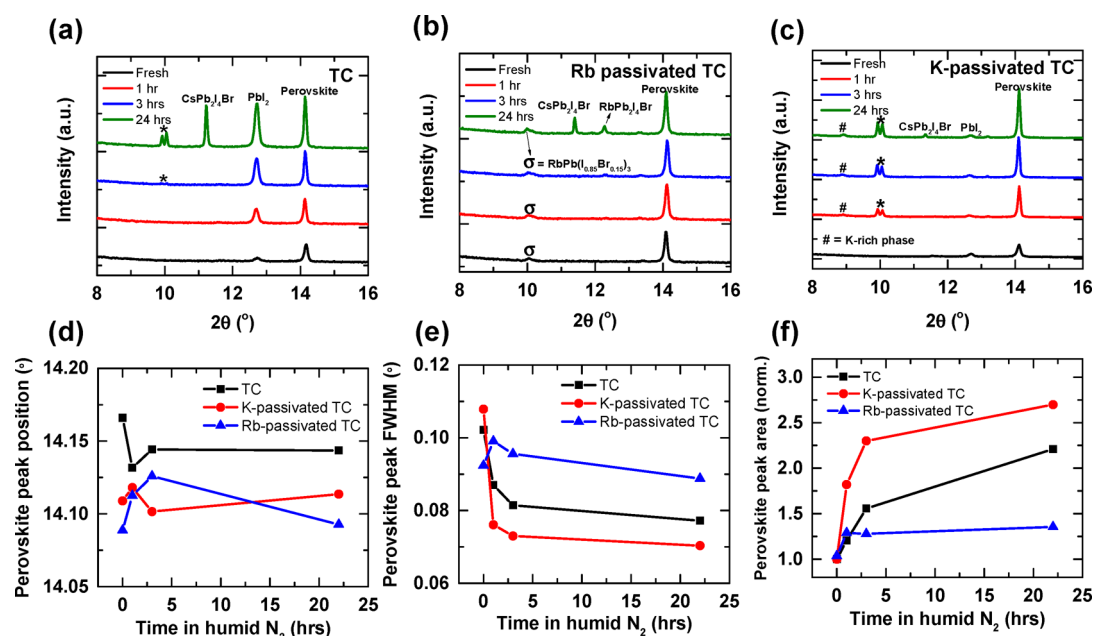 (a)
Fresh
1 hr
3 hrs
24 hrs
TC
CsPb2I4Br
PbI2
Perovskite
*
*
Intensity (a.u.)
8 10 12 14 16
2θ (°)
(b)
Fresh
1 hr
3 hrs
24 hrs
Rb passivated TC
Perovskite
CsPb2I4Br
RbPb2I4Br
σ = RbPb(I0.85Br0.15)3
σ
σ
Intensity (a.u.)
8 10 12 14 16
2θ (°)
(c)
Fresh
1 hr
3 hrs
24 hrs
K-passivated TC
Perovskite
# * CsPb2I4Br PbI2
# *
# *
# = K-rich phase
Intensity (a.u.)
8 10 12 14 16
2θ (°)
(d)
14.20
14.15
14.10
14.05
Perovskite peak position (°)
TC
K-passivated TC
Rb-passivated TC
0 5 10 15 20 25
Time in humid N2 (hrs)
(e)
0.12
0.10
0.08
0.06
Perovskite peak FWHM (°)
TC
K-passivated TC
Rb-passivated TC
0 5 10 15 20 25
Time in humid N2 (hrs)
(f)
3.0
2.5
2.0
1.5
1.0
Perovskite peak area (norm.)
TC
K-passivated TC
Rb-passivated TC
0 5 10 15 20 25
Time in humid N2 (hrs)